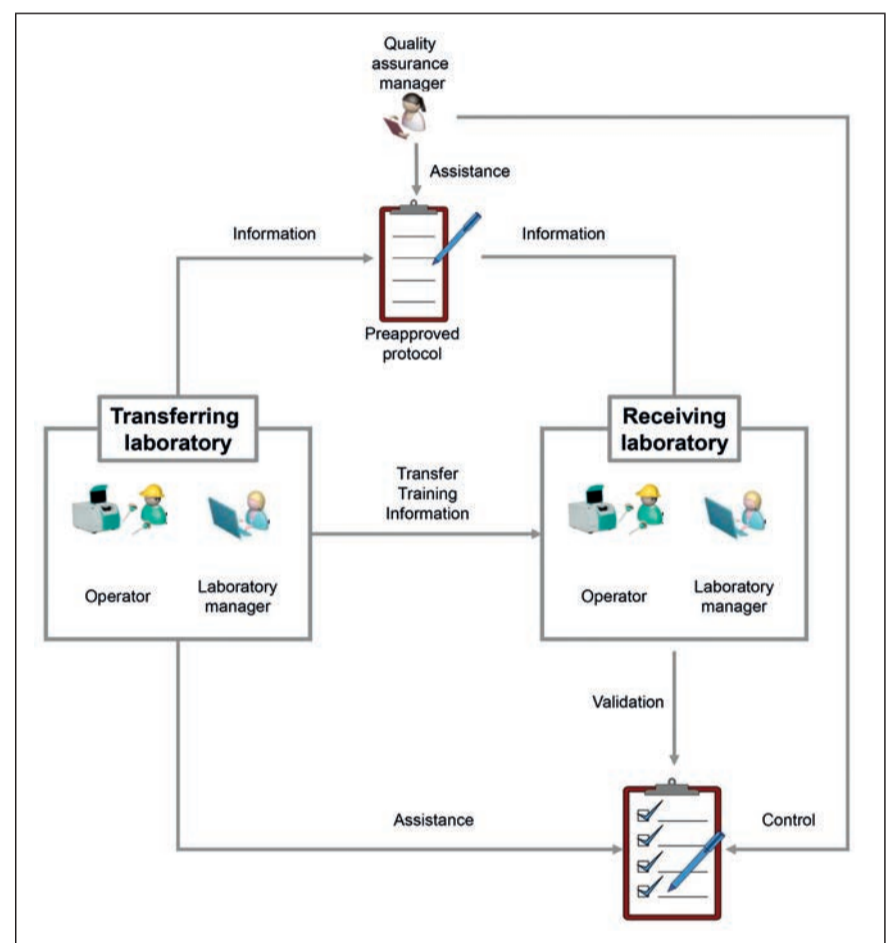 Quality
assurance
manager
Assistance
Information
Information
Preapproved
protocol
Transferring
laboratory
Receiving
laboratory
Transfer
Training
Information
Operator
Laboratory
manager
Operator
Laboratory
manager
Validation
Assistance
Control